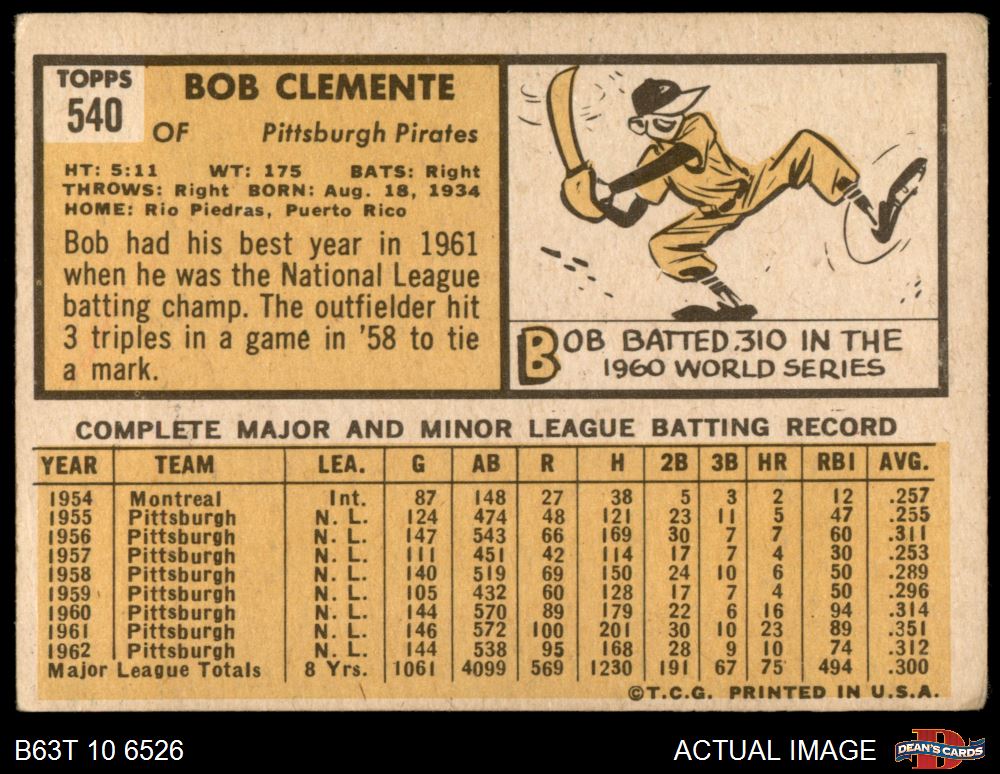 TOPPS
540
BOB CLEMENTE
OF Pittsburgh Pirates
HT: 5:11 WT: 175 BATS: Right
THROWS: Right BORN: Aug. 18, 1934
HOME: Rio Piedras, Puerto Rico
Bob had his best year in 1961
when he was the National League
batting champ. The outfielder hit
3 triples in a game in '58 to tie
a mark.
BOB BATTED .310 IN THE
1960 WORLD SERIES
COMPLETE MAJOR AND MINOR LEAGUE BATTING RECORD
YEAR TEAM LEA. G AB R H 2B 3B HR RBI AVG.
1954 Montreal Int. 87 148 27 38 5 3 2 12 .257
1955 Pittsburgh N. L. 124 474 48 121 23 11 5 47 .255
1956 Pittsburgh N. L. 147 543 66 169 30 7 7 60 .311
1957 Pittsburgh N. L. 111 451 42 114 17 7 4 30 .253
1958 Pittsburgh N. L. 140 519 69 150 24 10 6 50 .289
1959 Pittsburgh N. L. 105 432 60 128 17 7 4 50 .296
1960 Pittsburgh N. L. 144 570 89 179 22 6 16 94 .314
1961 Pittsburgh N. L. 146 572 100 201 30 10 23 89 .351
1962 Pittsburgh N. L. 144 538 95 168 28 9 10 74 .312
Major League Totals 8 Yrs. 1061 4099 569 1230 191 67 75 494 .300
©T.C.G. PRINTED IN U.S.A.
B63T 10 6526
ACTUAL IMAGE
D
DEAN'S CARDS